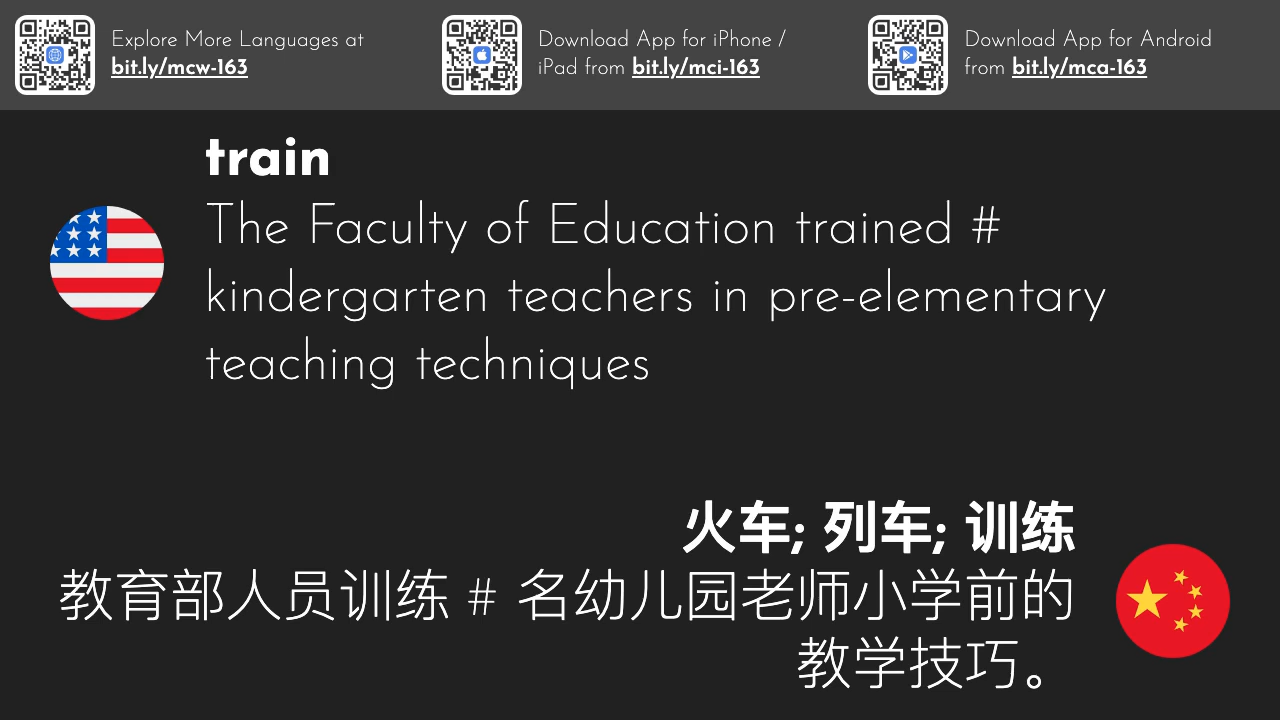 Explore More Languages at
bit.ly/mcw-163
Download App for iPhone /
iPad from bit.ly/mci-163
Download App for Android
from bit.ly/mca-163
train
The Faculty of Education trained #
kindergarten teachers in pre-elementary
teaching techniques
火车; 列车; 训练
教育部人员训练 # 名幼儿园老师小学前的
教学技巧。